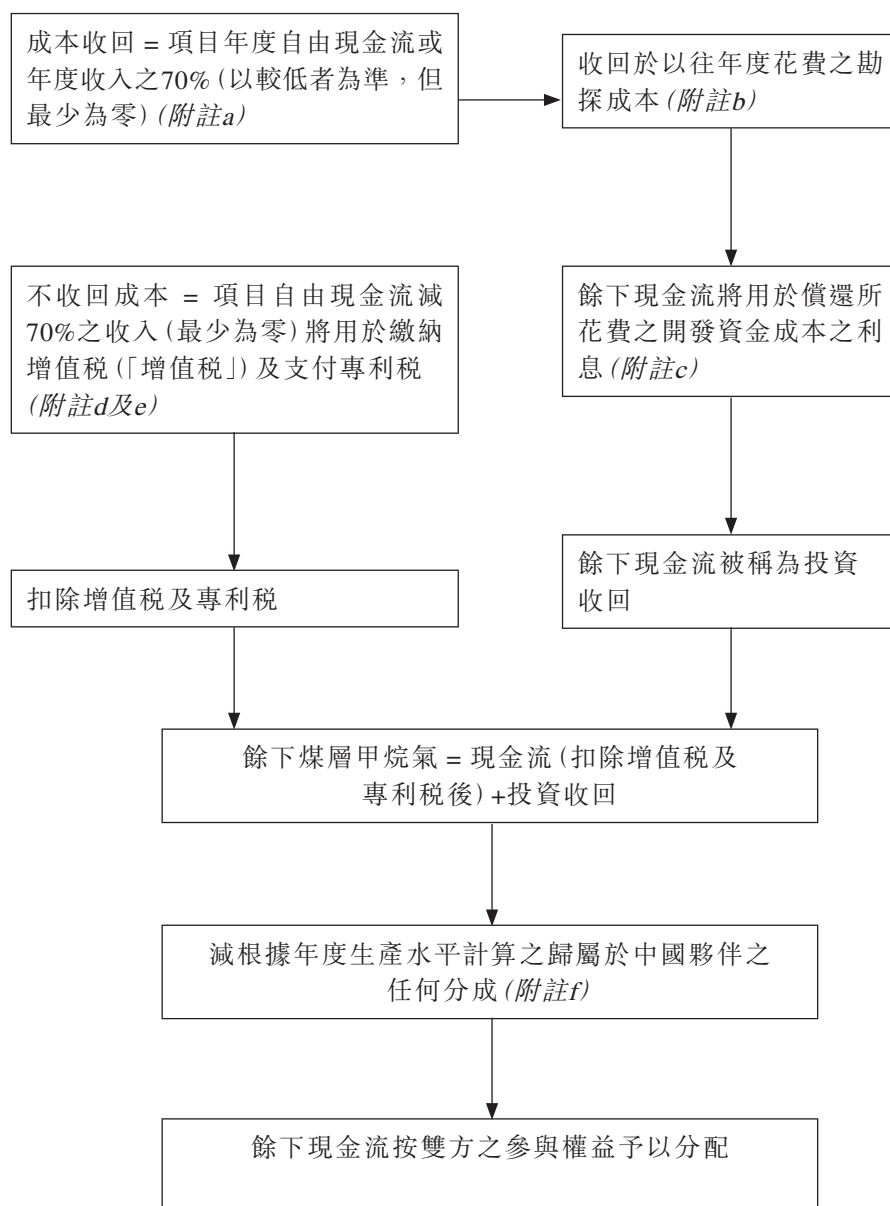 成本收回 = 項目年度自由現金流或
年度收入之70% (以較低者為準，但
最少為零) (附註a)
收回於以往年度花費之勘
探成本 (附註b)
不收回成本 = 項目自由現金流減
70%之收入 (最少為零) 將用於繳納
增值稅 (「增值稅」) 及支付專利稅
(附註d及e)
餘下現金流將用於償還所
花費之開發資金成本之利
息 (附註c)
扣除增值稅及專利稅
餘下現金流被稱為投資
收回
餘下煤層甲烷氣 = 現金流 (扣除增值稅及
專利稅後) +投資收回
減根據年度生產水平計算之歸屬於中國夥伴之
任何分成 (附註f)
餘下現金流按雙方之參與權益予以分配